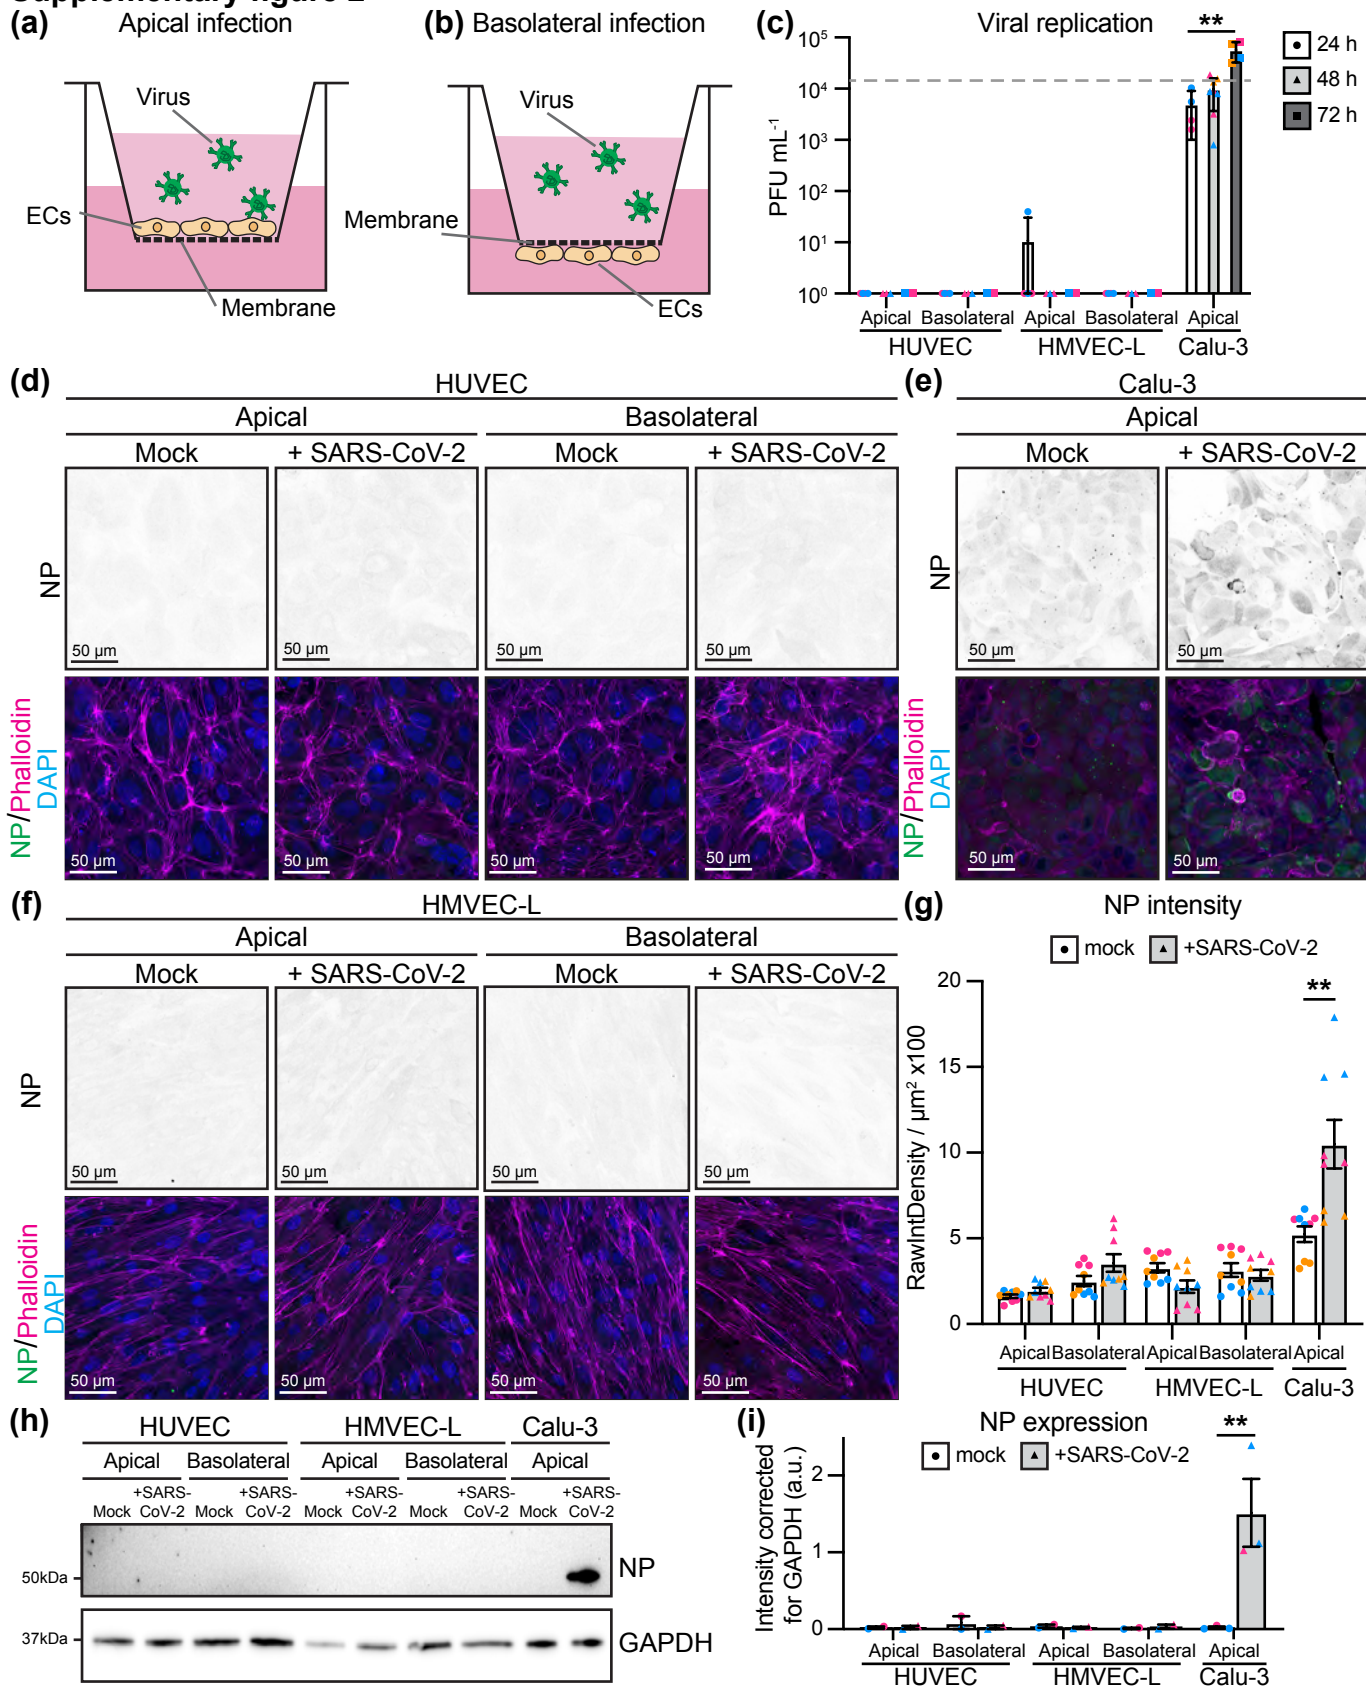 Supplementary figure 2
(a) Apical infection
Virus
ECs
Membrane
(b) Basolateral infection
Virus
Membrane
ECs
(c) Viral replication
PFU mL-1
10⁵
10⁴
10³
10²
10¹
10⁰
**
24 h
48 h
72 h
Apical Basolateral Apical Basolateral Apical
HUVEC HMVEC-L Calu-3
(d) HUVEC
Apical Basolateral
Mock + SARS-CoV-2 Mock + SARS-CoV-2
NP
50 µm 50 µm 50 µm 50 µm
NP/Phalloidin
DAPI
50 µm 50 µm 50 µm 50 µm
(e) Calu-3
Apical
Mock + SARS-CoV-2
NP
50 µm 50 µm
NP/Phalloidin
DAPI
50 µm 50 µm
(f) HMVEC-L
Apical Basolateral
Mock + SARS-CoV-2 Mock + SARS-CoV-2
NP
50 µm 50 µm 50 µm 50 µm
NP/Phalloidin
DAPI
50 µm 50 µm 50 µm 50 µm
(g) NP intensity
mock +SARS-CoV-2
RawIntDensity / µm² x100
20
15
10
5
0
**
Apical Basolateral Apical Basolateral Apical
HUVEC HMVEC-L Calu-3
(h) HUVEC HMVEC-L Calu-3
Apical Basolateral Apical Basolateral Apical
Mock +SARS-CoV-2 Mock +SARS-CoV-2 Mock +SARS-CoV-2 Mock +SARS-CoV-2 Mock +SARS-CoV-2
50kDa NP
37kDa GAPDH
(i) NP expression
mock +SARS-CoV-2
Intensity corrected
for GAPDH (a.u.)
2
1
0
**
Apical Basolateral Apical Basolateral Apical
HUVEC HMVEC-L Calu-3